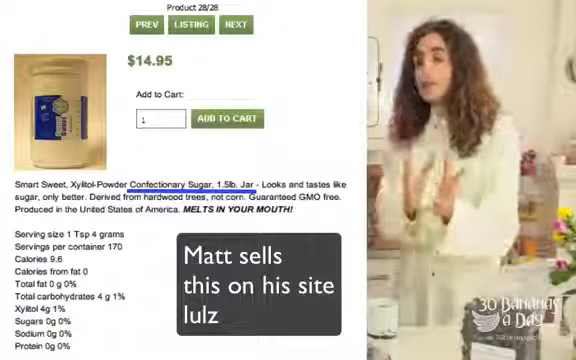 Product 28/28
PREV LISTING NEXT
$14.95
Add to Cart:
1 ADD TO CART
Smart Sweet, Xylitol-Powder Confectionary Sugar, 1.5lb. Jar - Looks and tastes like
sugar, only better. Derived from hardwood trees, not corn. Guaranteed GMO free.
Produced in the United States of America. MELTS IN YOUR MOUTH!
Serving size 1 Tsp 4 grams
Servings per container 170
Calories 9.6
Calories from fat 0
Total fat 0 g 0%
Total carbohydrates 4 g 1%
Xylitol 4g 1%
Sugars 0g 0%
Sodium 0g 0%
Protein 0g 0%
Matt sells
this on his site
lulz
30 BANANAS
A DAY